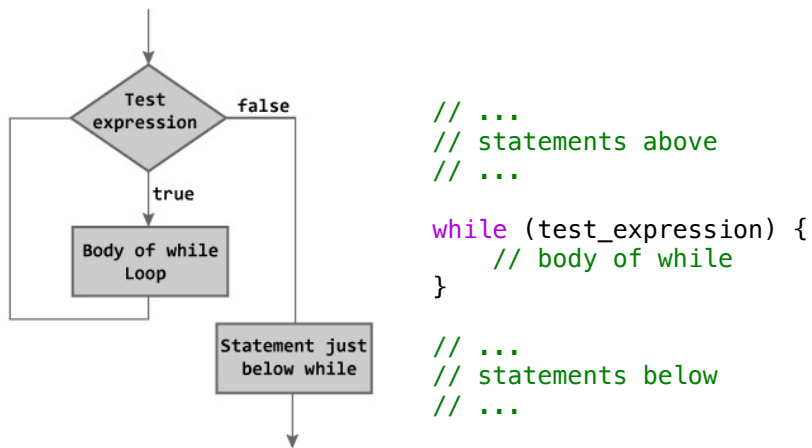 Test
expression
false
true
Body of while
Loop
Statement just
below while
// ...
// statements above
// ...
while (test_expression) {
// body of while
}
// ...
// statements below
// ...